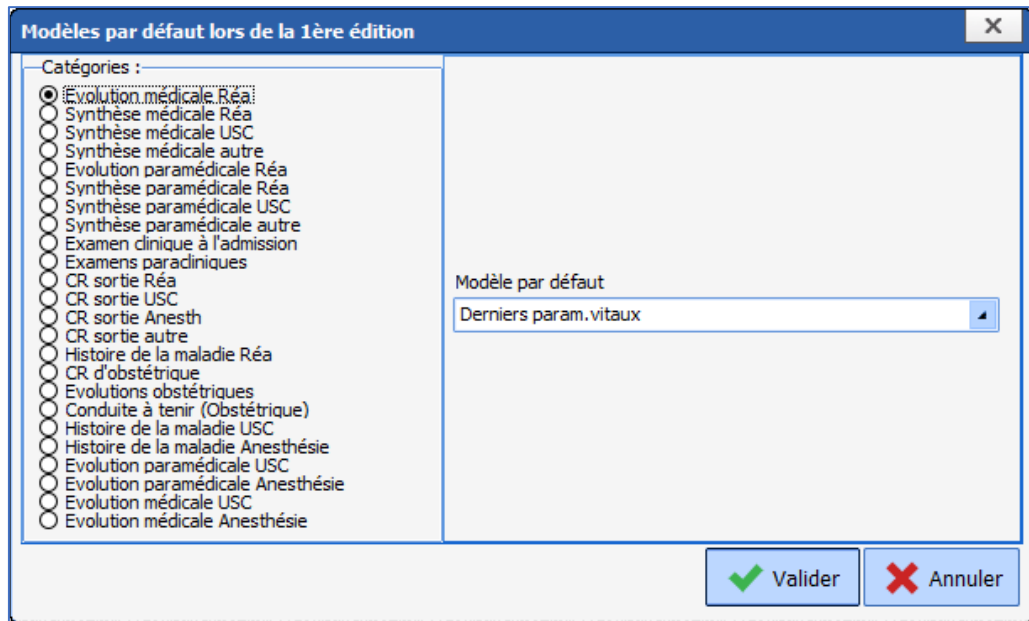 Modèles par défaut lors de la 1ère édition
Catégories :
Evolution médicale Réa
Synthèse médicale Réa
Synthèse médicale USC
Synthèse médicale autre
Evolution paramédicale Réa
Synthèse paramédicale Réa
Synthèse paramédicale USC
Synthèse paramédicale autre
Examen clinique à l'admission
Examens paracliniques
CR sortie Réa
CR sortie USC
CR sortie Anesth
CR sortie autre
Histoire de la maladie Réa
CR d'obstétrique
Evolutions obstétriques
Conduite à tenir (Obstétrique)
Histoire de la maladie USC
Histoire de la maladie Anesthésie
Evolution paramédicale USC
Evolution paramédicale Anesthésie
Evolution médicale USC
Evolution médicale Anesthésie
Modèle par défaut
Derniers param.vitaux
Valider
Annuler